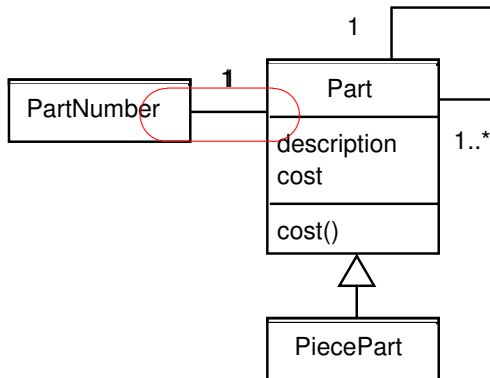 1
1
PartNumber
Part
1..*
description
cost
cost()
PiecePart